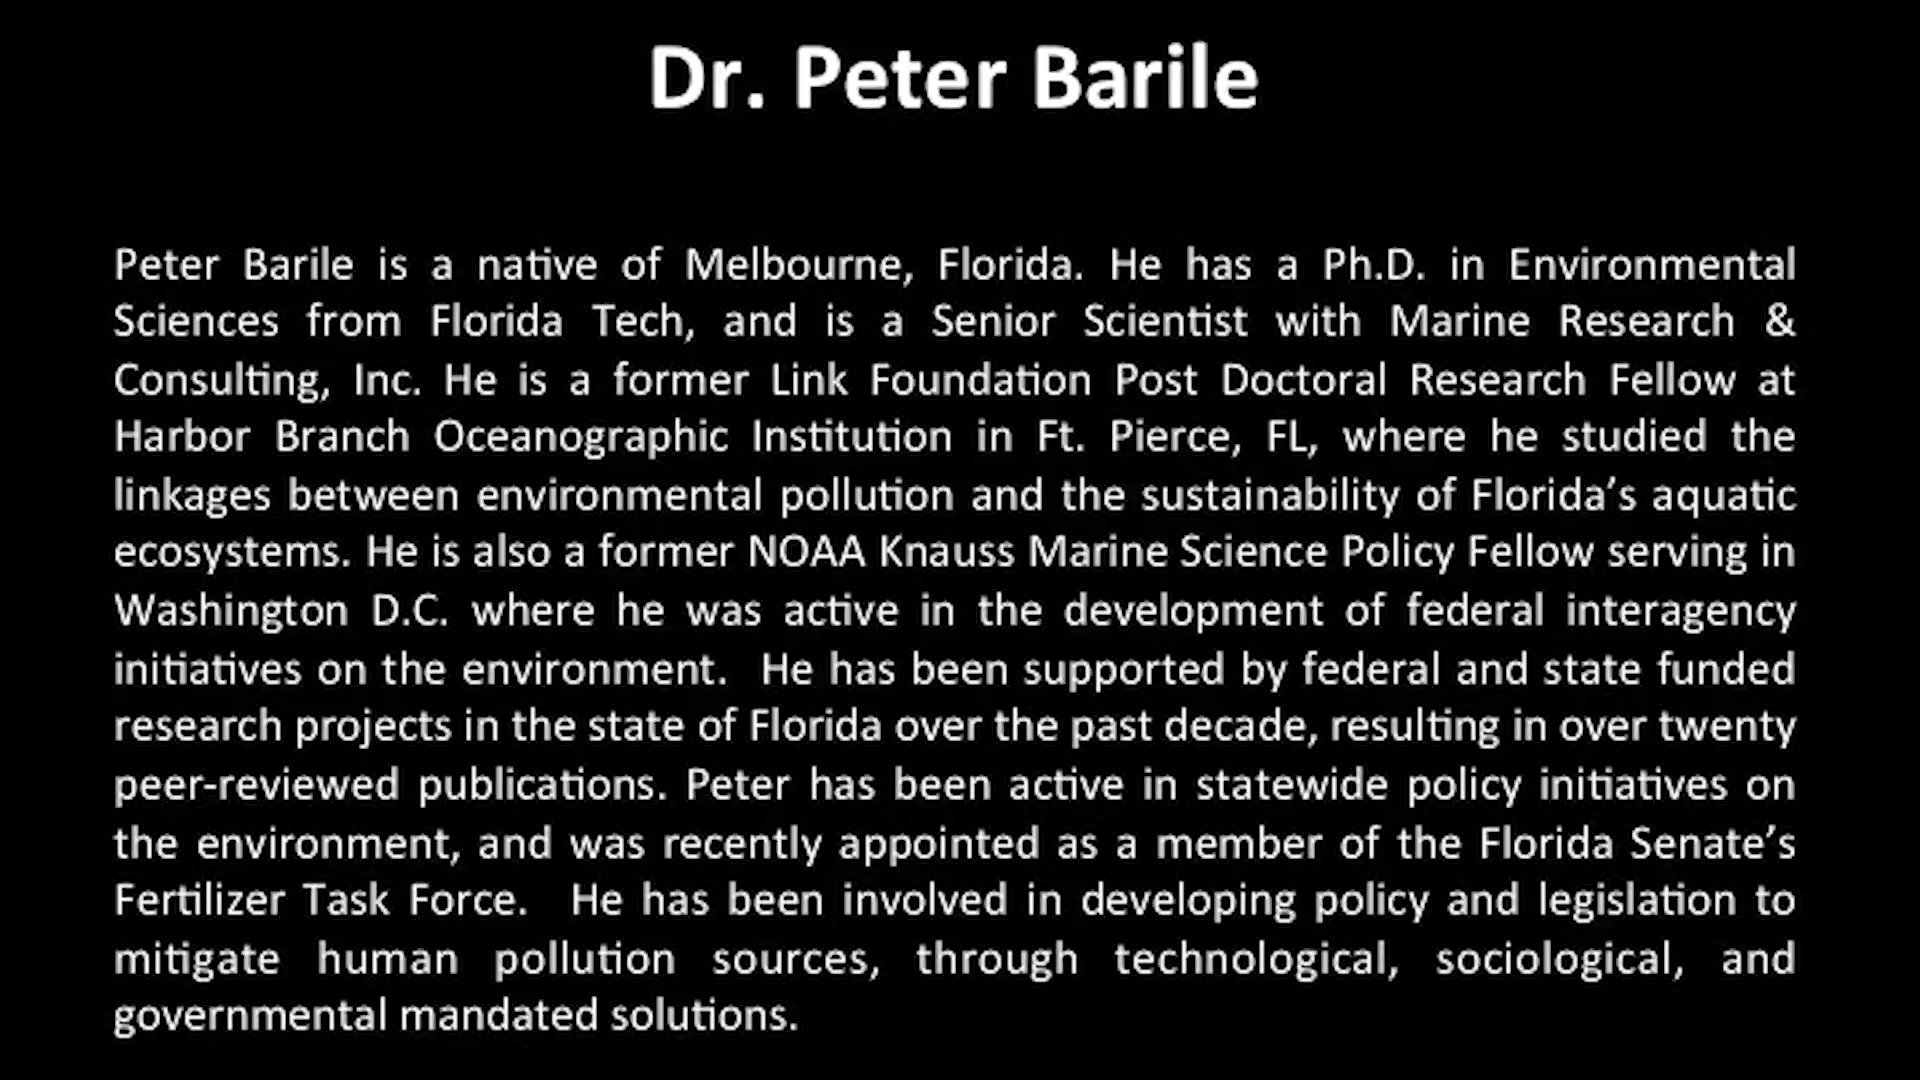 Dr. Peter Barile
Peter Barile is a native of Melbourne, Florida. He has a Ph.D. in Environmental
Sciences from Florida Tech, and is a Senior Scientist with Marine Research &
Consulting, Inc. He is a former Link Foundation Post Doctoral Research Fellow at
Harbor Branch Oceanographic Institution in Ft. Pierce, FL, where he studied the
linkages between environmental pollution and the sustainability of Florida’s aquatic
ecosystems. He is also a former NOAA Knauss Marine Science Policy Fellow serving in
Washington D.C. where he was active in the development of federal interagency
initiatives on the environment.  He has been supported by federal and state funded
research projects in the state of Florida over the past decade, resulting in over twenty
peer-reviewed publications. Peter has been active in statewide policy initiatives on
the environment, and was recently appointed as a member of the Florida Senate’s
Fertilizer Task Force.  He has been involved in developing policy and legislation to
mitigate human pollution sources, through technological, sociological, and
governmental mandated solutions.